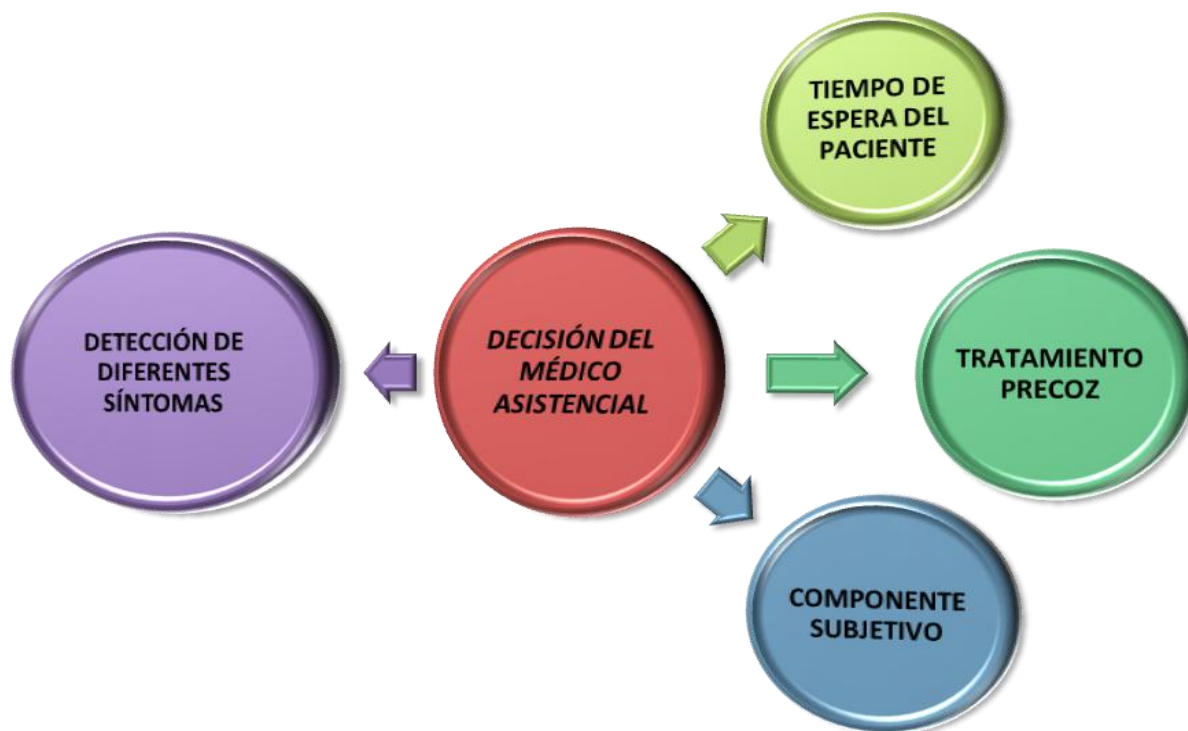 TIEMPO DE
ESPERA DEL
PACIENTE
DETECCIÓN DE
DIFERENTES
SÍNTOMAS
DECISIÓN DEL
MÉDICO
ASISTENCIAL
TRATAMIENTO
PRECOZ
COMPONENTE
SUBJETIVO